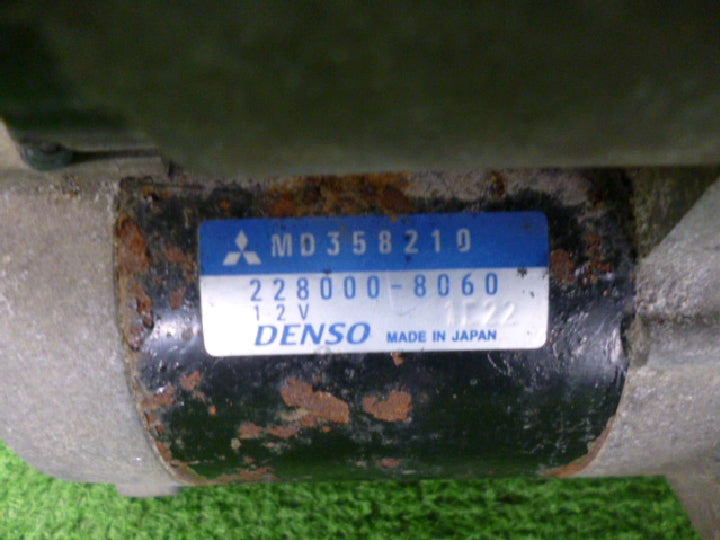 MD358210
228000-8060
12V
DENSO MADE IN JAPAN